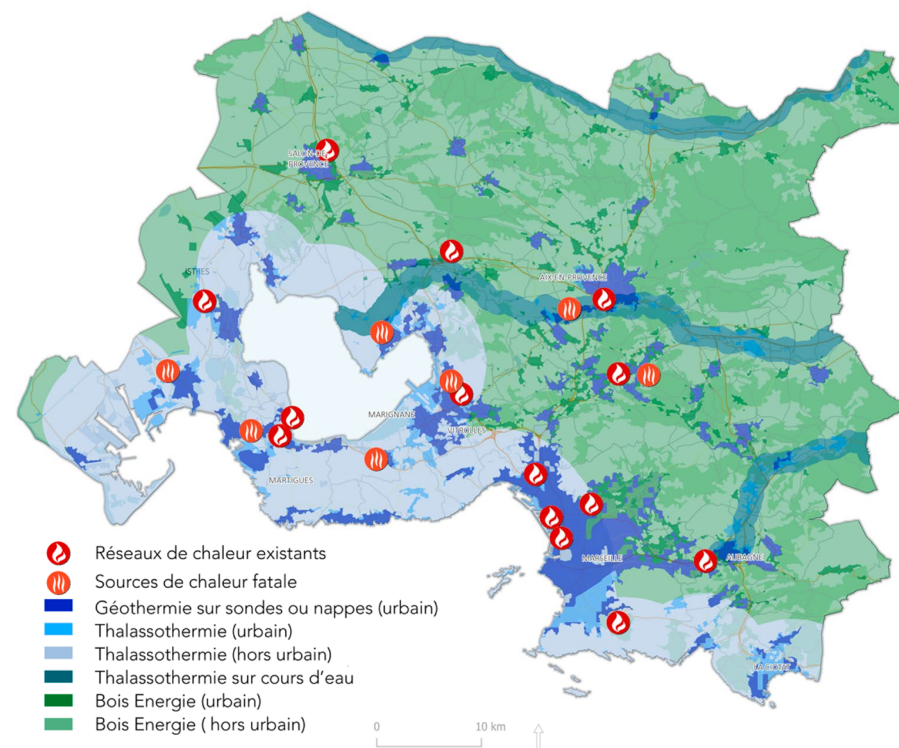 SALON-DE-
PROVENCE
ISTRES
AIX-EN-PROVENCE
MARIGNANE
VITROLLES
MARTIGUES
MARSEILLE
AUBAGNE
LA CIOTAT
Réseaux de chaleur existants
Sources de chaleur fatale
Géothermie sur sondes ou nappes (urbain)
Thalassothermie (urbain)
Thalassothermie (hors urbain)
Thalassothermie sur cours d'eau
Bois Energie (urbain)
Bois Energie ( hors urbain)
0 10 km